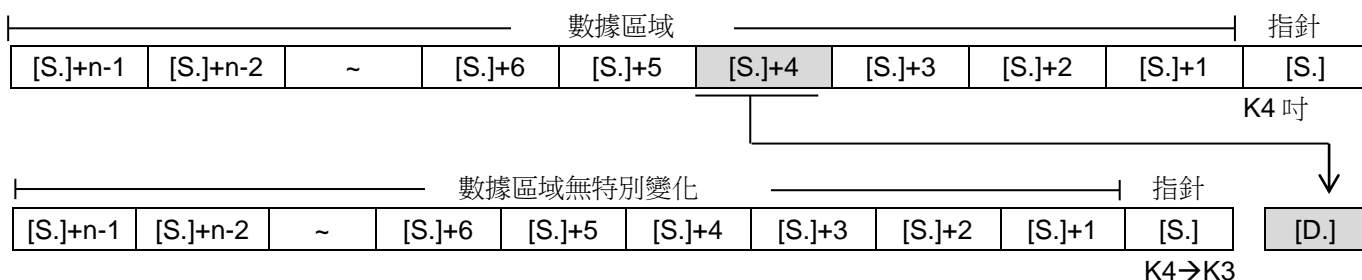 數據區域 指針
[S.]+n-1 [S.]+n-2 ~ [S.]+6 [S.]+5 [S.]+4 [S.]+3 [S.]+2 [S.]+1 [S.]
K4 吋
數據區域無特別變化 指針
[S.]+n-1 [S.]+n-2 ~ [S.]+6 [S.]+5 [S.]+4 [S.]+3 [S.]+2 [S.]+1 [S.] [D.]
K4→K3